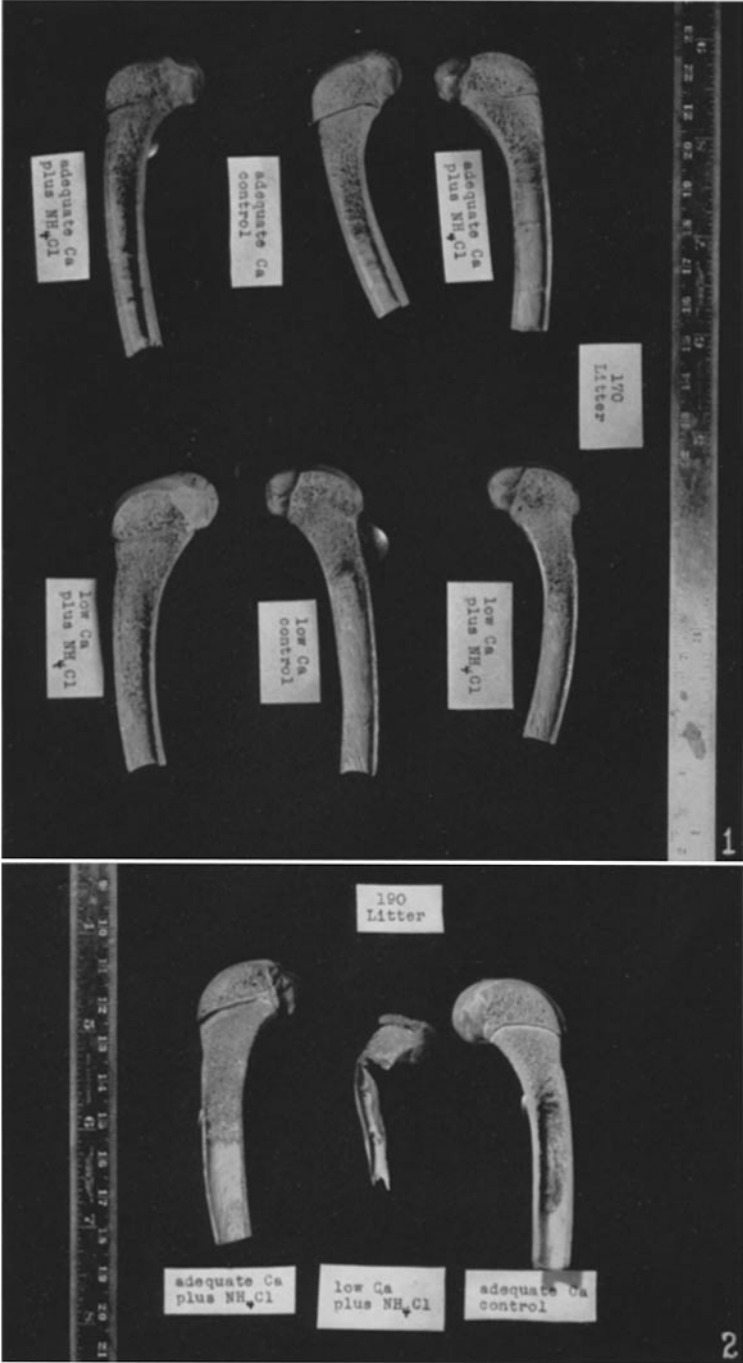 adequate Ca
plus NH4Cl
adequate Ca
control
adequate Ca
plus NH4Cl
170
Litter
low Ca
plus NH4Cl
low Ca
control
low Ca
plus NH4Cl
1
190
Litter
adequate Ca
plus NH4Cl
low Ca
plus NH4Cl
adequate Ca
control
2